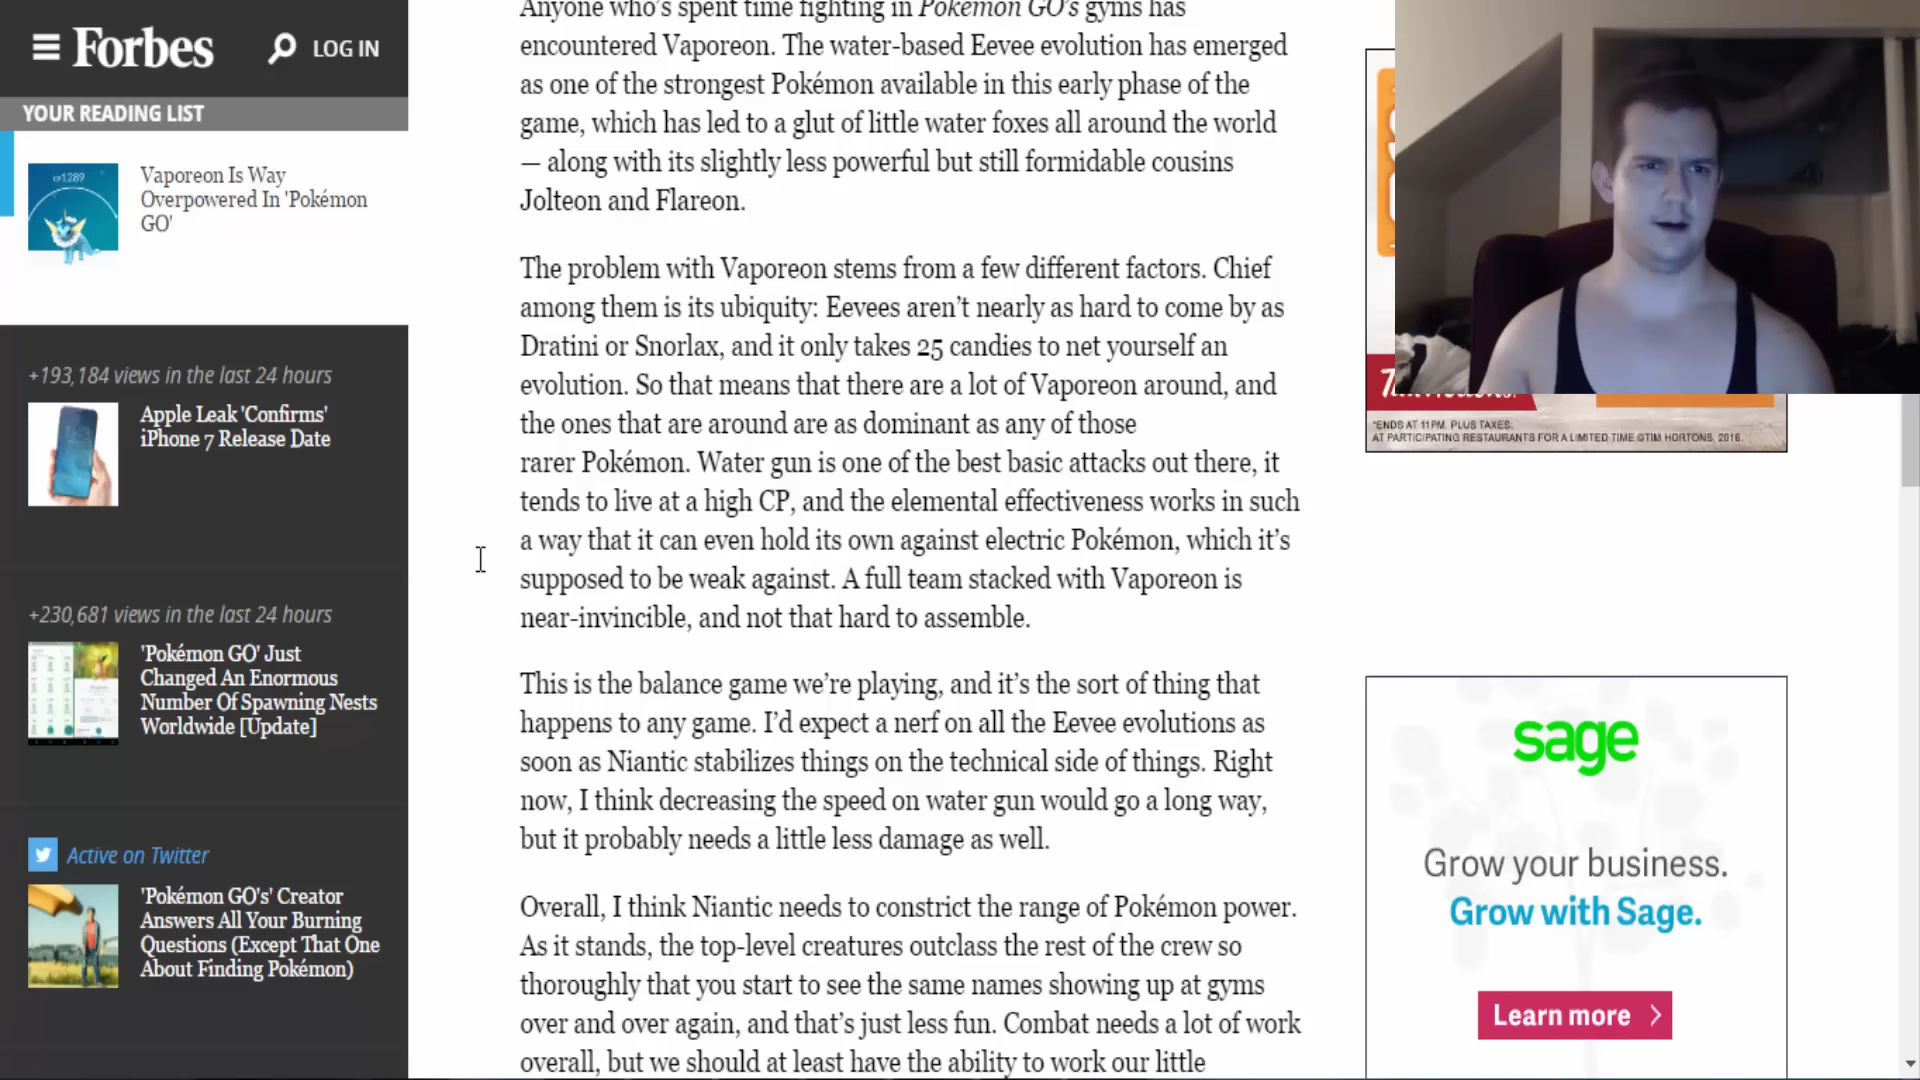 Forbes
LOG IN
YOUR READING LIST
cp1289
Vaporeon Is Way
Overpowered In 'Pokémon
GO'
+193,184 views in the last 24 hours
Apple Leak 'Confirms'
iPhone 7 Release Date
+230,681 views in the last 24 hours
'Pokémon GO' Just
Changed An Enormous
Number Of Spawning Nests
Worldwide [Update]
Active on Twitter
'Pokémon GO's' Creator
Answers All Your Burning
Questions (Except That One
About Finding Pokémon)
Anyone who's spent time fighting in Pokémon GO's gyms has
encountered Vaporeon. The water-based Eevee evolution has emerged
as one of the strongest Pokémon available in this early phase of the
game, which has led to a glut of little water foxes all around the world
— along with its slightly less powerful but still formidable cousins
Jolteon and Flareon.
The problem with Vaporeon stems from a few different factors. Chief
among them is its ubiquity: Eevees aren't nearly as hard to come by as
Dratini or Snorlax, and it only takes 25 candies to net yourself an
evolution. So that means that there are a lot of Vaporeon around, and
the ones that are around are as dominant as any of those
rarer Pokémon. Water gun is one of the best basic attacks out there, it
tends to live at a high CP, and the elemental effectiveness works in such
a way that it can even hold its own against electric Pokémon, which it's
supposed to be weak against. A full team stacked with Vaporeon is
near-invincible, and not that hard to assemble.
This is the balance game we're playing, and it's the sort of thing that
happens to any game. I'd expect a nerf on all the Eevee evolutions as
soon as Niantic stabilizes things on the technical side of things. Right
now, I think decreasing the speed on water gun would go a long way,
but it probably needs a little less damage as well.
Overall, I think Niantic needs to constrict the range of Pokémon power.
As it stands, the top-level creatures outclass the rest of the crew so
thoroughly that you start to see the same names showing up at gyms
over and over again, and that's just less fun. Combat needs a lot of work
overall, but we should at least have the ability to work our little
*ENDS AT 11PM. PLUS TAXES.
AT PARTICIPATING RESTAURANTS FOR A LIMITED TIME ©TIM HORTONS, 2016.
sage
Grow your business.
Grow with Sage.
Learn more